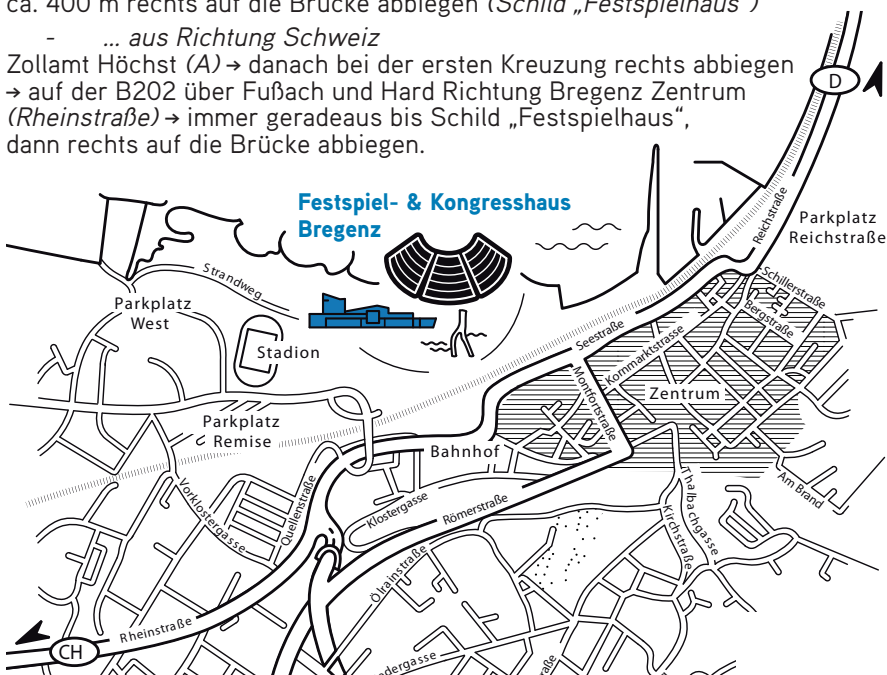 ca. 400 m rechts auf die Brücke abbiegen (Schild „Festspielhaus")
- ... aus Richtung Schweiz
Zollamt Höchst (A) → danach bei der ersten Kreuzung rechts abbiegen
→ auf der B202 über Fußach und Hard Richtung Bregenz Zentrum
(Rheinstraße) → immer geradeaus bis Schild „Festspielhaus“,
dann rechts auf die Brücke abbiegen.
D
Festspiel- & Kongresshaus
Bregenz
Reichstraße
Parkplatz
Reichstraße
Strandweg
Parkplatz
West
Schillerstraße
Bergstraße
Stadion
Seestraße
Kommarktstrasse
Montfortstraße
Zentrum
Parkplatz
Remise
Bahnhof
Am Brand
Thalbachgasse
Kirchstraße
Vorklostergasse
Quellenstraße
Klostergasse
Römerstraße
Ölrainstraße
Rheinstraße
CH
dergasse
aße